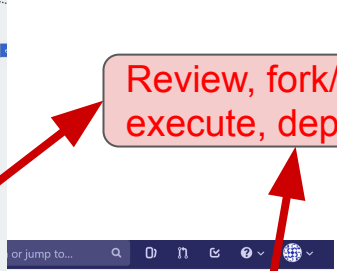 Review, fork/
execute, dep
or jump to...